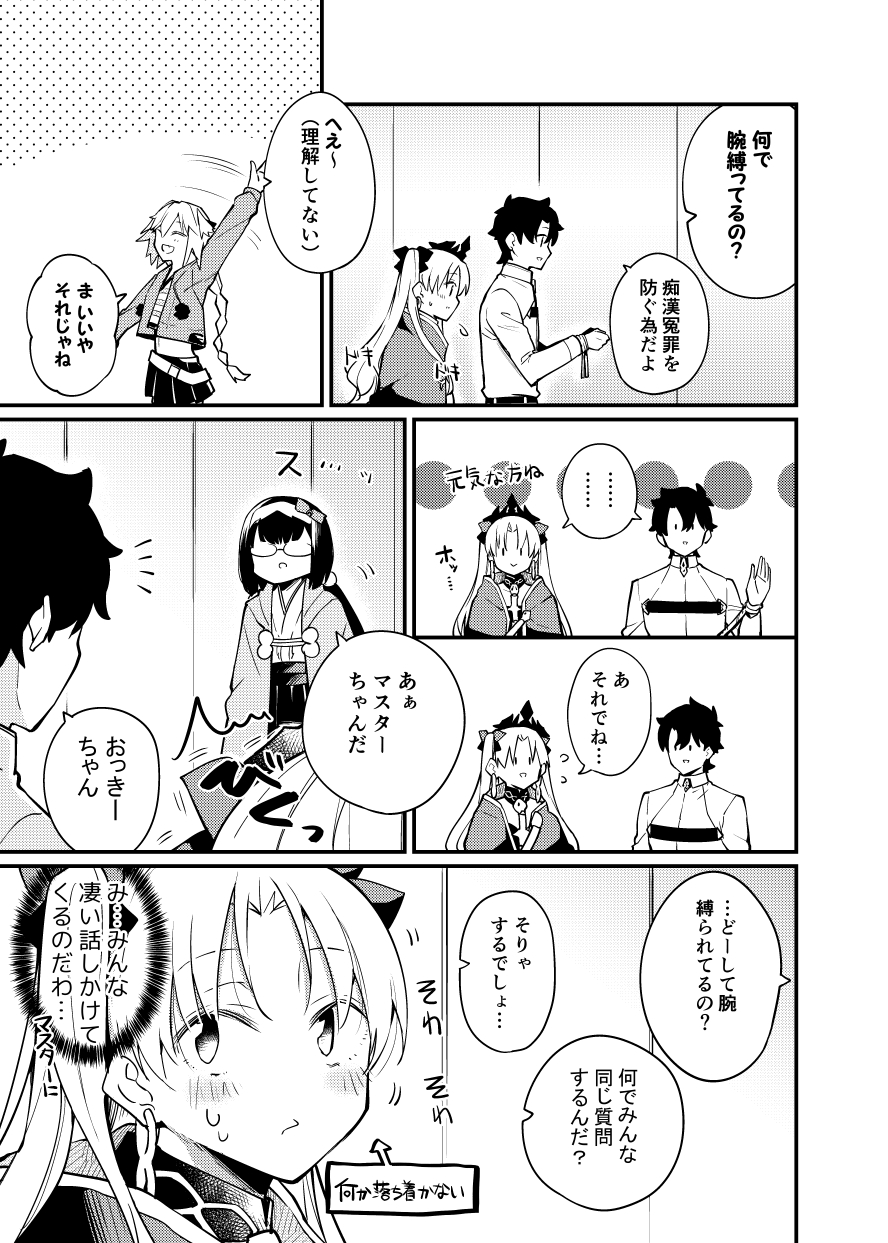 何で
腕縛ってるの？
痴漢冤罪を
防ぐ為だよ
ドキ
ドキ
へえ～
（理解してない）
まいいや
それじゃね
………
元気な方ね
ホッ…
あ
それでね…
ス…ッ
あぁ
マスター
ちゃんだ
おっきー
ちゃん
くっ
…どーして腕
縛られてるの？
そりゃ
するでしょ…
何でみんな
同じ質問
するんだ？
そわ
そわ
み…みんな
凄い話しかけて
くるのだわ…
マスターに
何か落ち着かない